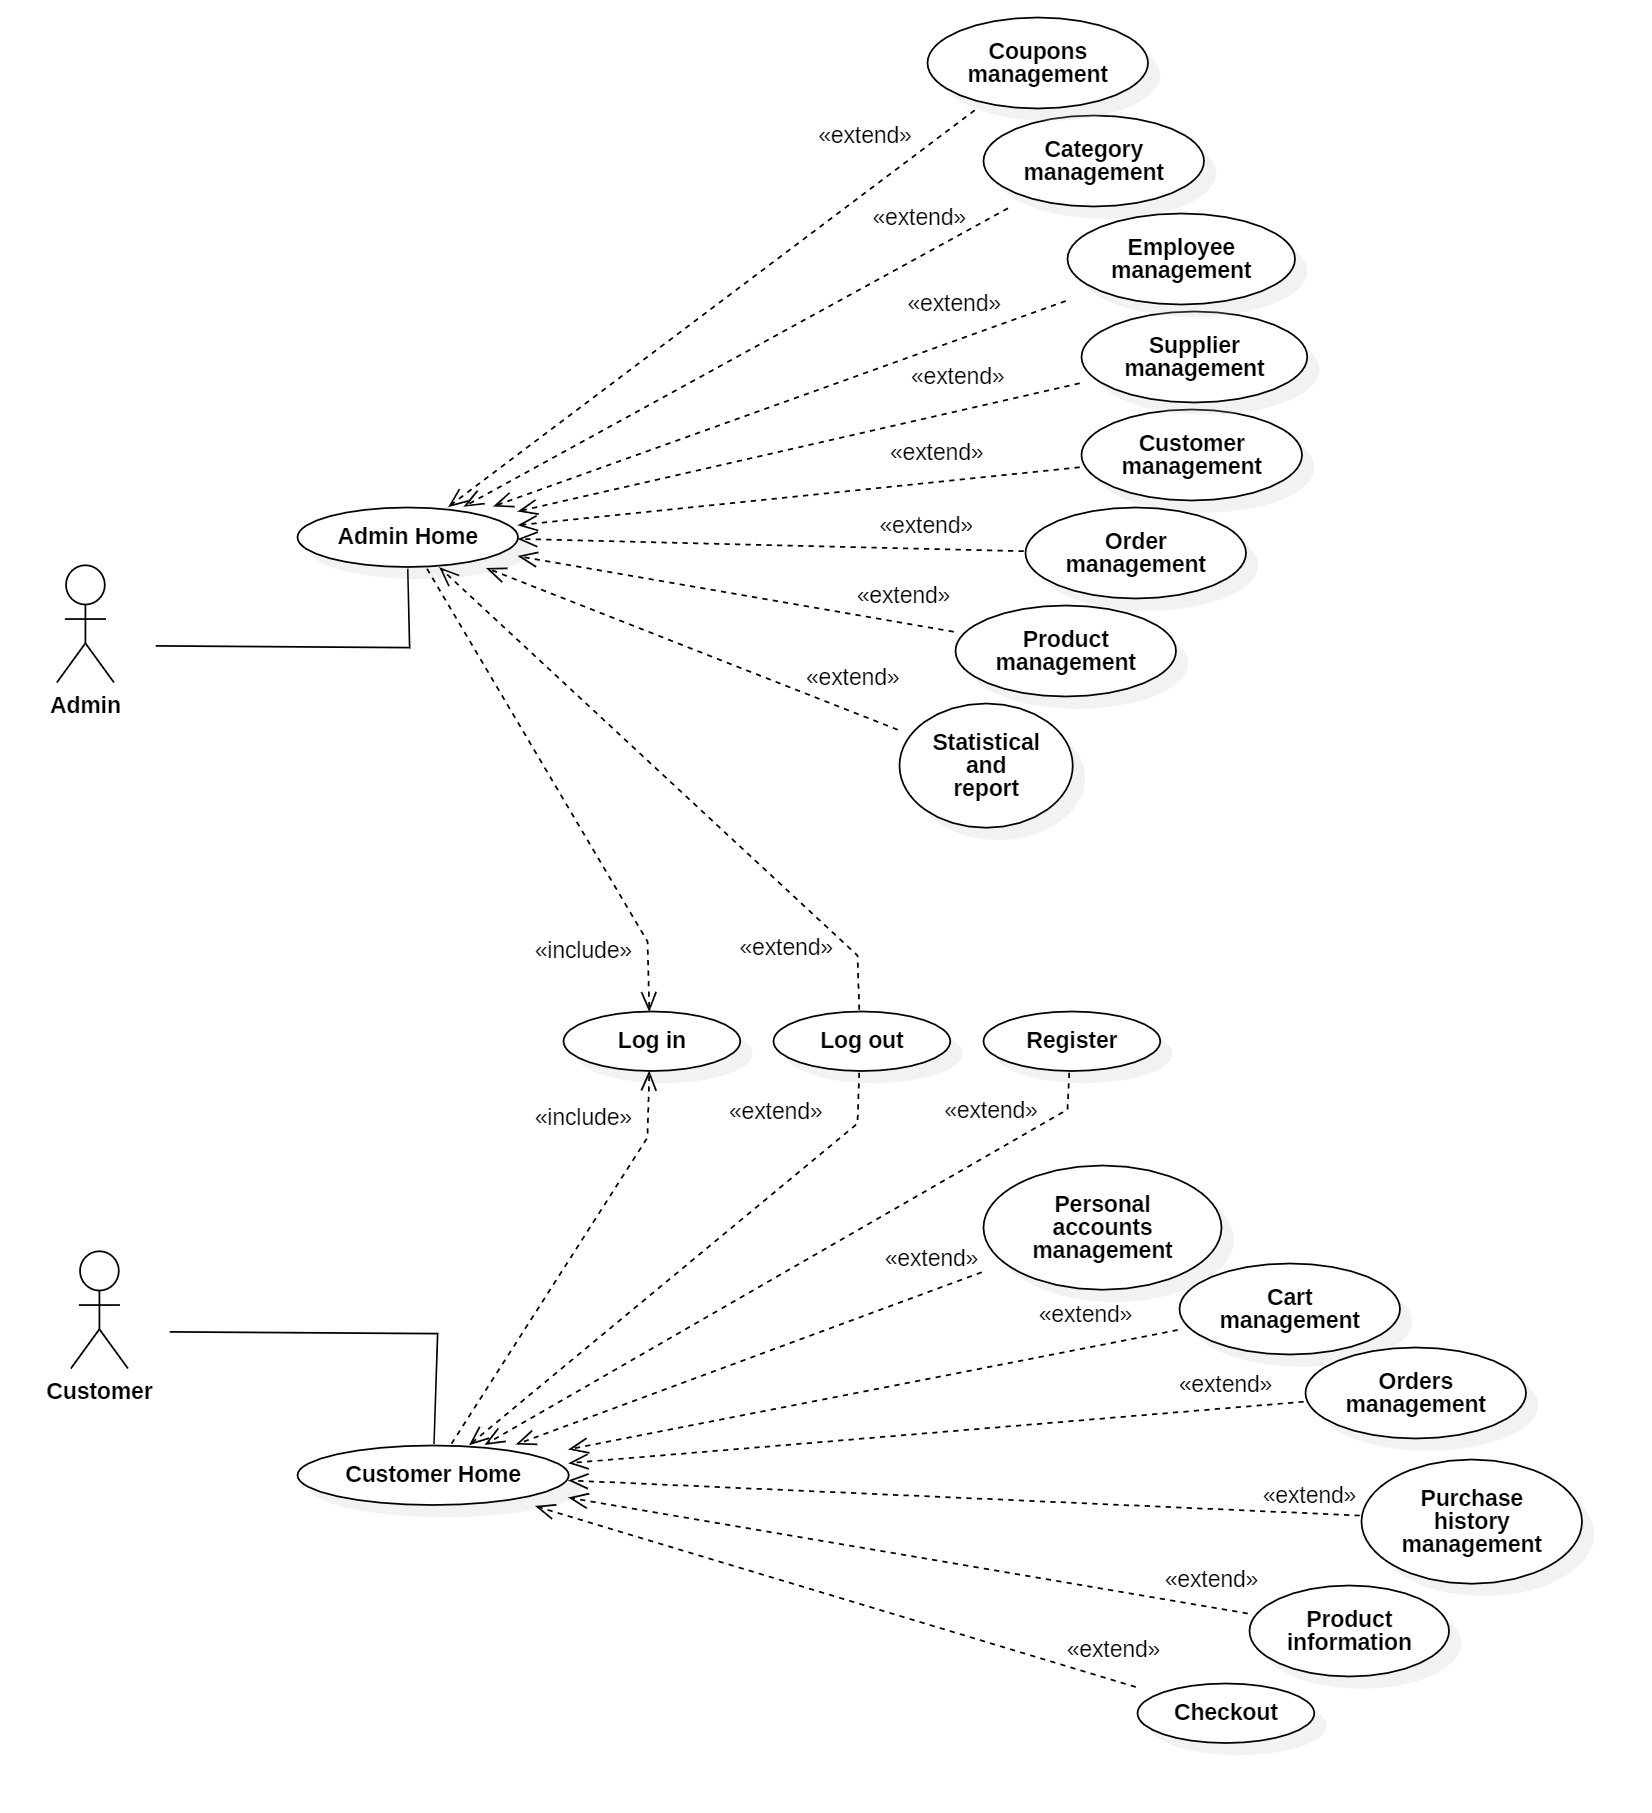 Coupons
management
«extend»
Category
management
«extend»
Employee
management
«extend»
Supplier
management
«extend»
Customer
management
«extend»
Admin Home
Order
management
«extend»
Product
management
«extend»
Admin
Statistical
and
report
«extend»
«include»
«extend»
Log in
Log out
Register
«include»
«extend»
«extend»
Personal
accounts
management
«extend»
Cart
management
«extend»
Customer
Orders
management
«extend»
Customer Home
Purchase
history
management
«extend»
Product
information
«extend»
Checkout
«extend»